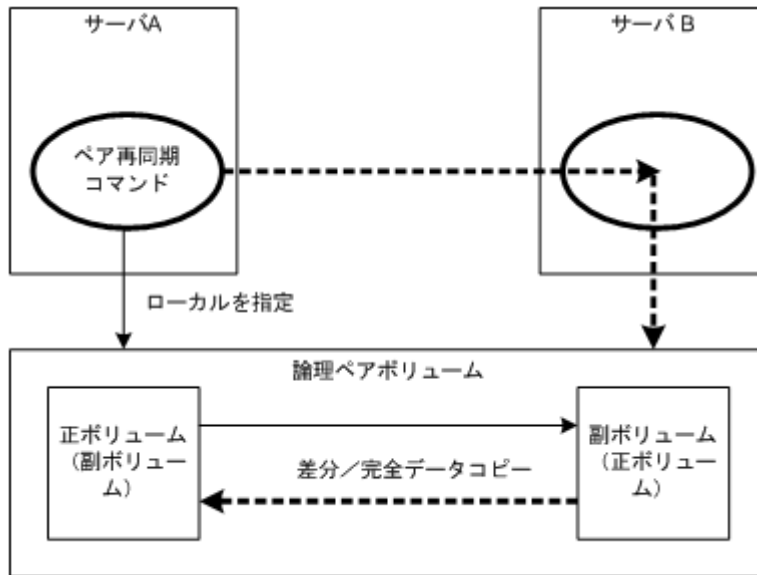 サーバA
サーバ B
ペア再同期
コマンド
ローカルを指定
論理ペアボリューム
正ボリューム
（副ボリュー
ム）
差分／完全データコピー
副ボリューム
（正ボリュー
ム）